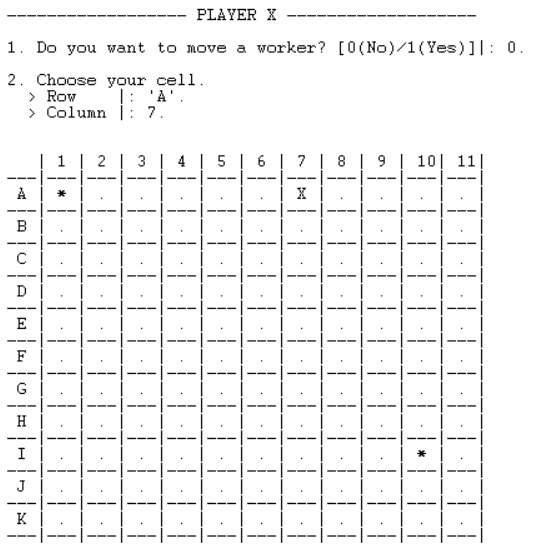 ------------------ PLAYER X -------------------
1. Do you want to move a worker? [0(No)/1(Yes)]|: 0.
2. Choose your cell.
  > Row    |: 'A'.
  > Column |: 7.
   | 1 | 2 | 3 | 4 | 5 | 6 | 7 | 8 | 9 | 10| 11|
---|---|---|---|---|---|---|---|---|---|---|---|
 A | * | . | . | . | . | . | X | . | . | . | . |
---|---|---|---|---|---|---|---|---|---|---|---|
 B | . | . | . | . | . | . | . | . | . | . | . |
---|---|---|---|---|---|---|---|---|---|---|---|
 C | . | . | . | . | . | . | . | . | . | . | . |
---|---|---|---|---|---|---|---|---|---|---|---|
 D | . | . | . | . | . | . | . | . | . | . | . |
---|---|---|---|---|---|---|---|---|---|---|---|
 E | . | . | . | . | . | . | . | . | . | . | . |
---|---|---|---|---|---|---|---|---|---|---|---|
 F | . | . | . | . | . | . | . | . | . | . | . |
---|---|---|---|---|---|---|---|---|---|---|---|
 G | . | . | . | . | . | . | . | . | . | . | . |
---|---|---|---|---|---|---|---|---|---|---|---|
 H | . | . | . | . | . | . | . | . | . | . | . |
---|---|---|---|---|---|---|---|---|---|---|---|
 I | . | . | . | . | . | . | . | . | . | * | . |
---|---|---|---|---|---|---|---|---|---|---|---|
 J | . | . | . | . | . | . | . | . | . | . | . |
---|---|---|---|---|---|---|---|---|---|---|---|
 K | . | . | . | . | . | . | . | . | . | . | . |
---|---|---|---|---|---|---|---|---|---|---|---|